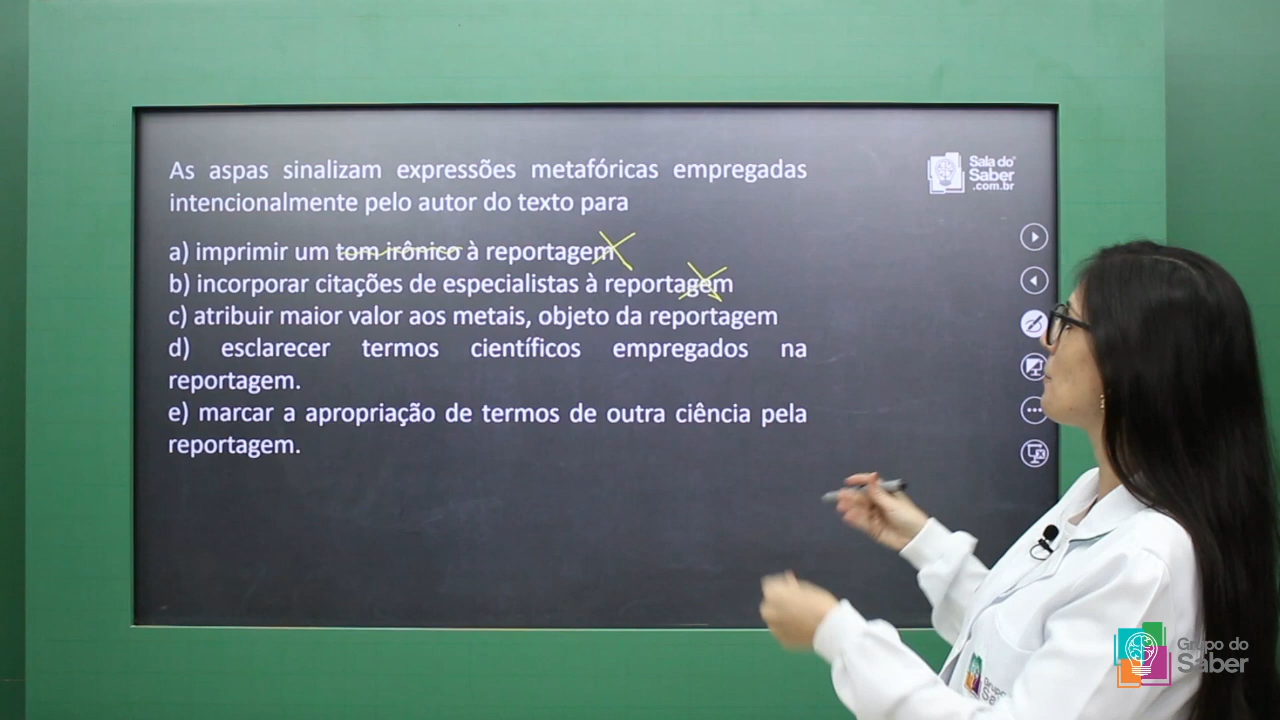 As aspas sinalizam expressões metafóricas empregadas
intencionalmente pelo autor do texto para
a) imprimir um tom irônico à reportagem
b) incorporar citações de especialistas à reportagem
c) atribuir maior valor aos metais, objeto da reportagem
d) esclarecer termos científicos empregados na
reportagem.
e) marcar a apropriação de termos de outra ciência pela
reportagem.
Sala do
Saber
.com.br
Grupo do
Saber